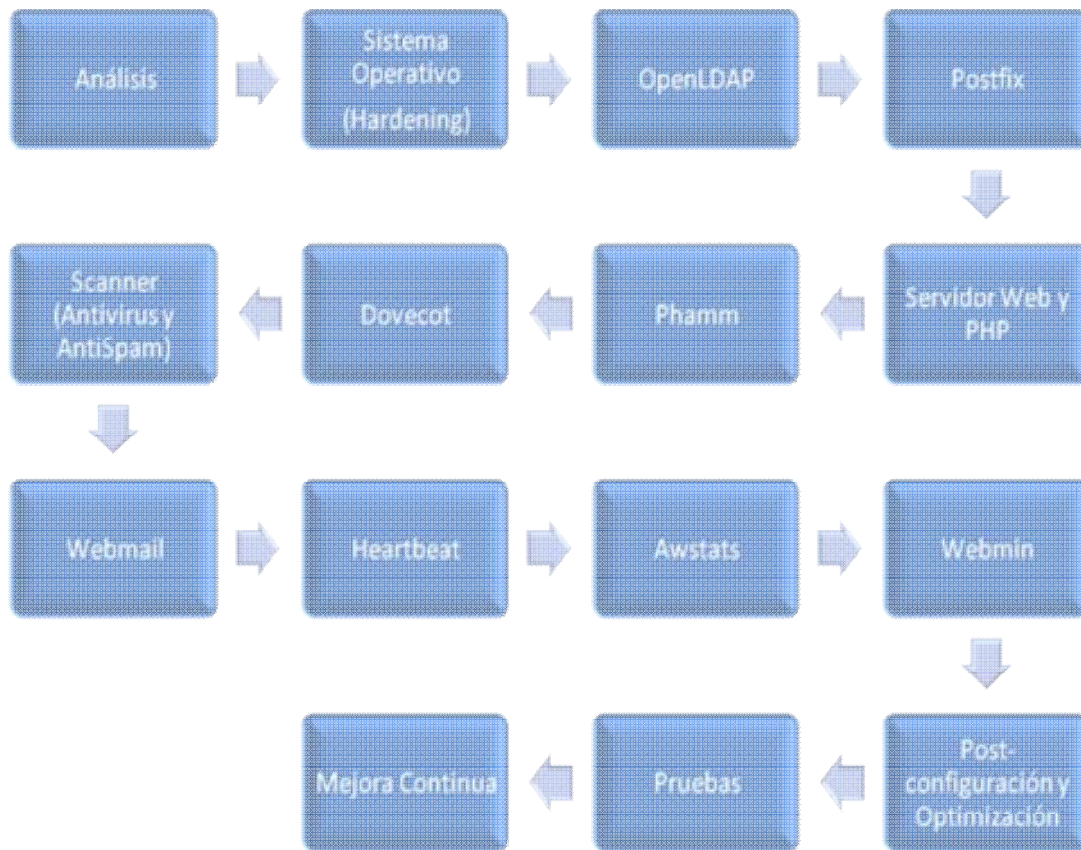 Análisis
Sistema
Operativo
(Hardening)
OpenLDAP
Postfix
Servidor Web y
PHP
Phamm
Dovecot
Scanner
(Antivirus y
AntiSpam)
Webmail
Heartbeat
Awstats
Webmin
Post-
configuración y
Optimización
Pruebas
Mejora Continua